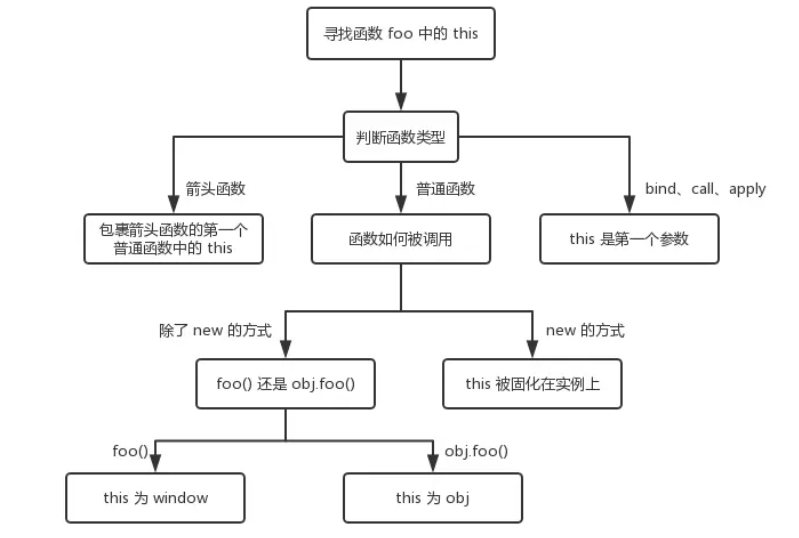 寻找函数 foo 中的 this
判断函数类型
箭头函数
普通函数
bind、call、apply
包裹箭头函数的第一个
普通函数中的 this
函数如何被调用
this 是第一个参数
除了 new 的方式
new 的方式
foo() 还是 obj.foo()
this 被固化在实例上
foo()
obj.foo()
this 为 window
this 为 obj